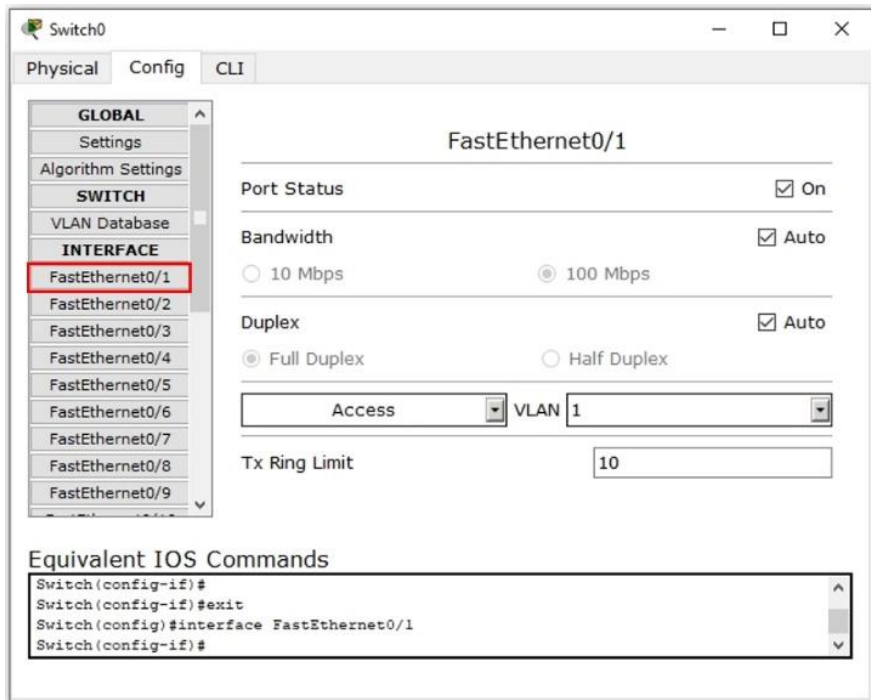 Switch0
Physical Config CLI
GLOBAL
Settings
Algorithm Settings
SWITCH
VLAN Database
INTERFACE
FastEthernet0/1
FastEthernet0/2
FastEthernet0/3
FastEthernet0/4
FastEthernet0/5
FastEthernet0/6
FastEthernet0/7
FastEthernet0/8
FastEthernet0/9
FastEthernet0/1
Port Status On
Bandwidth Auto
10 Mbps 100 Mbps
Duplex Auto
Full Duplex Half Duplex
Access VLAN 1
Tx Ring Limit 10
Equivalent IOS Commands
Switch(config-if)#
Switch(config-if)#exit
Switch(config)#interface FastEthernet0/1
Switch(config-if)#